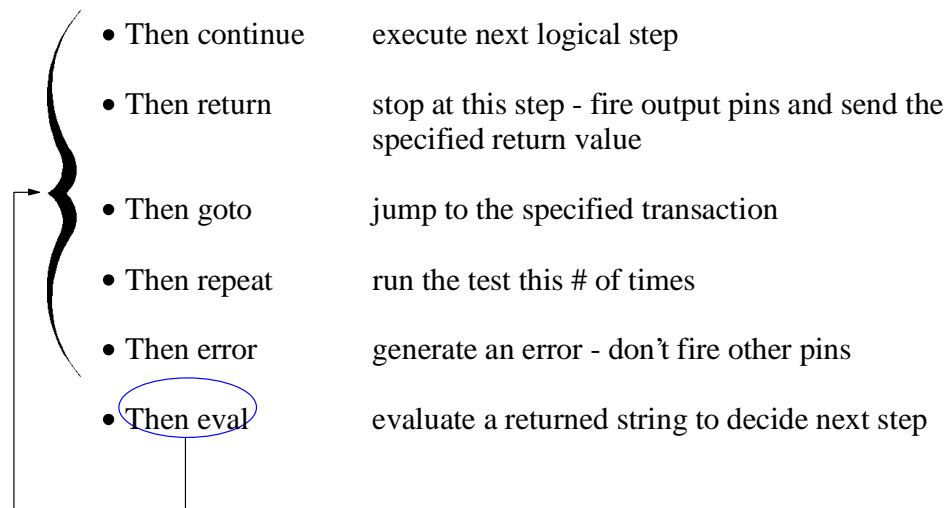 • Then continue execute next logical step
• Then return stop at this step - fire output pins and send the
specified return value
• Then goto jump to the specified transaction
• Then repeat run the test this # of times
• Then error generate an error - don't fire other pins
• Then eval evaluate a returned string to decide next step